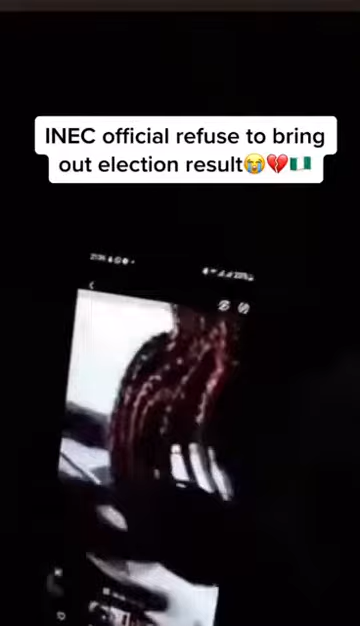 INEC official refuse to bring
out election result😭💔🇳🇬